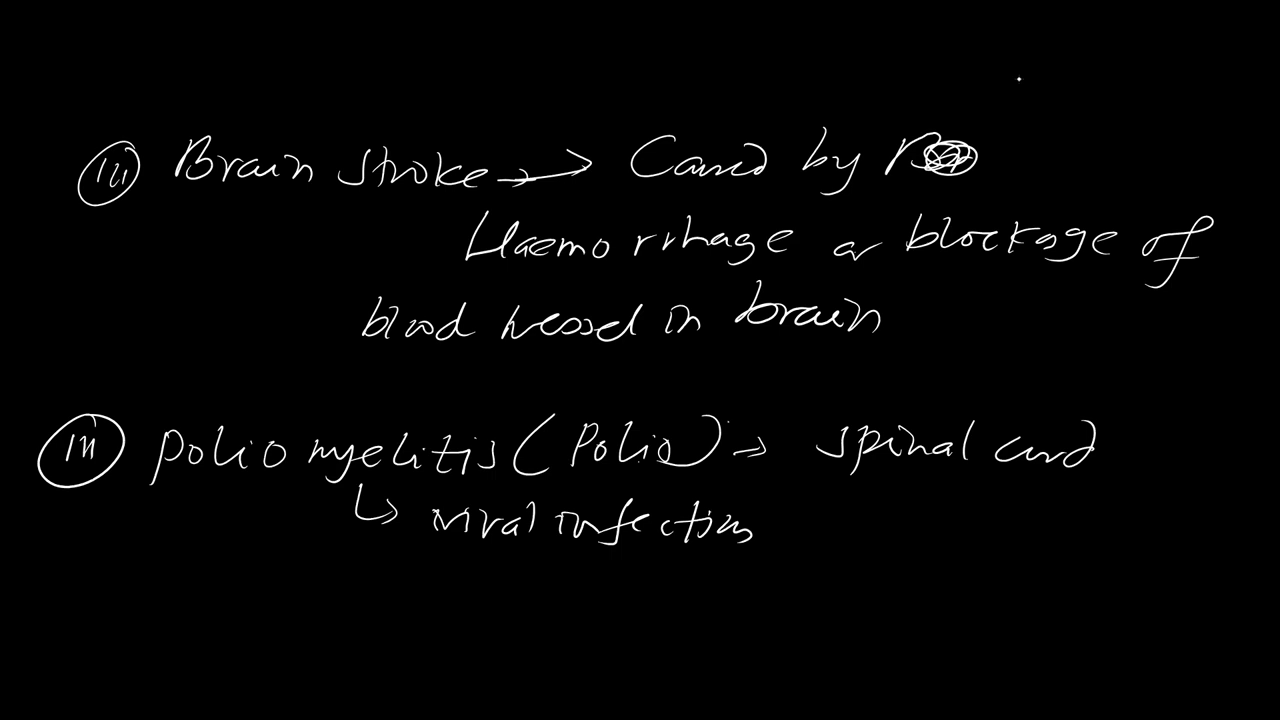 (iii) Brain stroke → Caused by
Haemorrhage or blockage of
blood vessel in brain
(iii) Poliomyelitis (Polio) → spinal cord
↳ viral infection